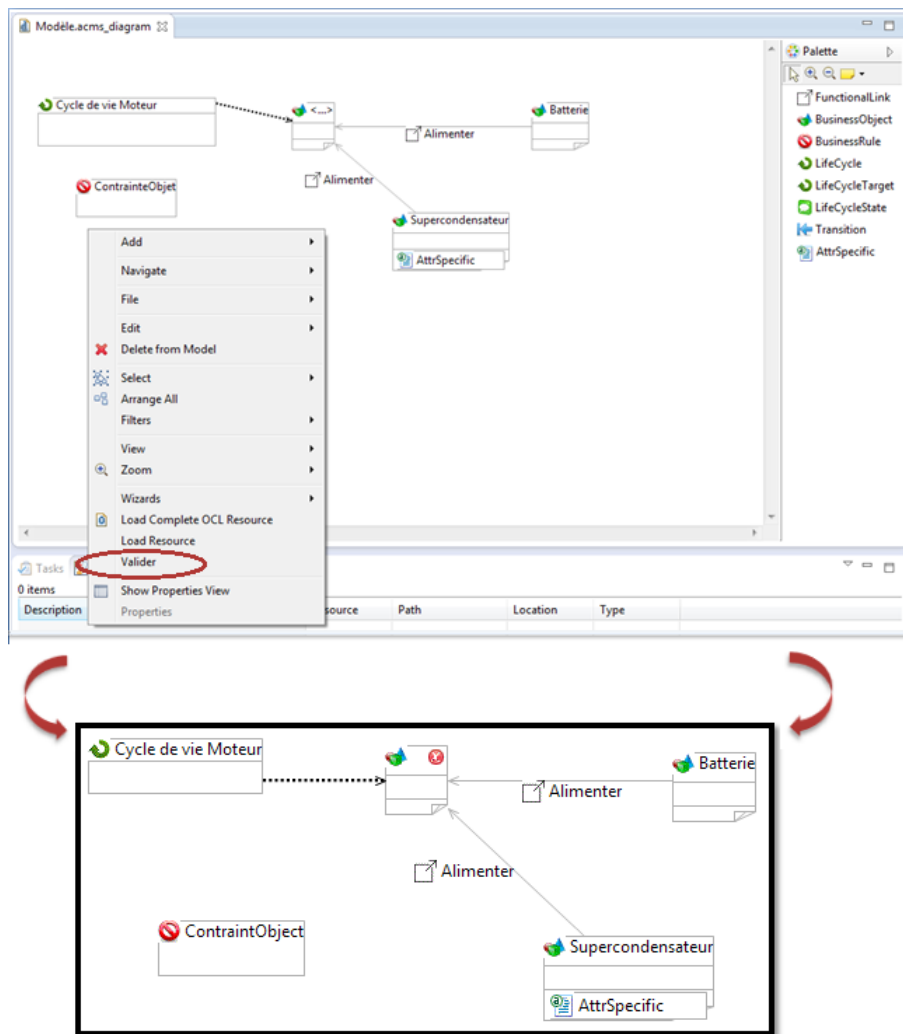 Modèle.acms_diagram
Palette
Cycle de vie Moteur
<...>
Batterie
Alimenter
ContrainteObjet
Alimenter
Supercondensateur
AttrSpecific
FunctionalLink
BusinessObject
BusinessRule
LifeCycle
LifeCycleTarget
LifeCycleState
Transition
AttrSpecific
Add
Navigate
File
Edit
Delete from Model
Select
Arrange All
Filters
View
Zoom
Wizards
Load Complete OCL Resource
Load Resource
Valider
Show Properties View
Properties
Tasks
0 items
Description Path Location Type
Cycle de vie Moteur
Batterie
Alimenter
Alimenter
ContraintObject
Supercondensateur
AttrSpecific